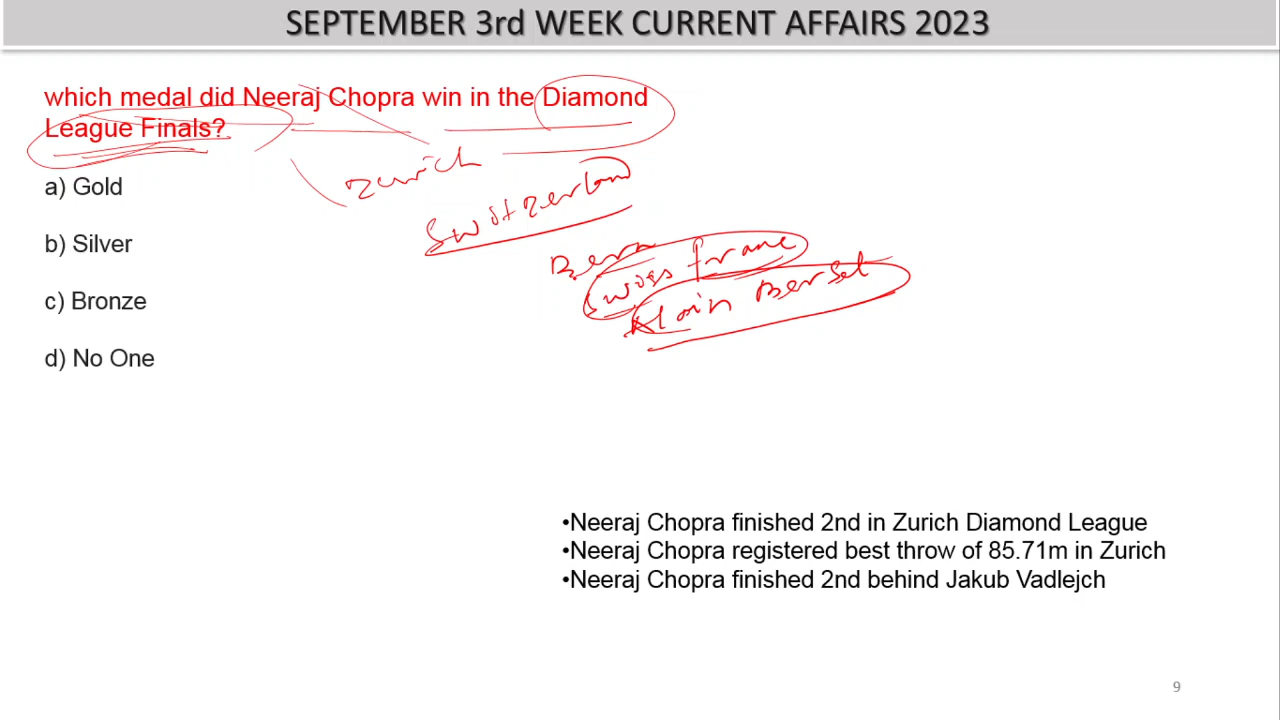 SEPTEMBER 3rd WEEK CURRENT AFFAIRS 2023
which medal did Neeraj Chopra win in the Diamond
League Finals?
Zurich
a) Gold
Switzerland
b) Silver
Bern
Swiss franc
c) Bronze
Alain Berset
d) No One
•Neeraj Chopra finished 2nd in Zurich Diamond League
•Neeraj Chopra registered best throw of 85.71m in Zurich
•Neeraj Chopra finished 2nd behind Jakub Vadlejch
9